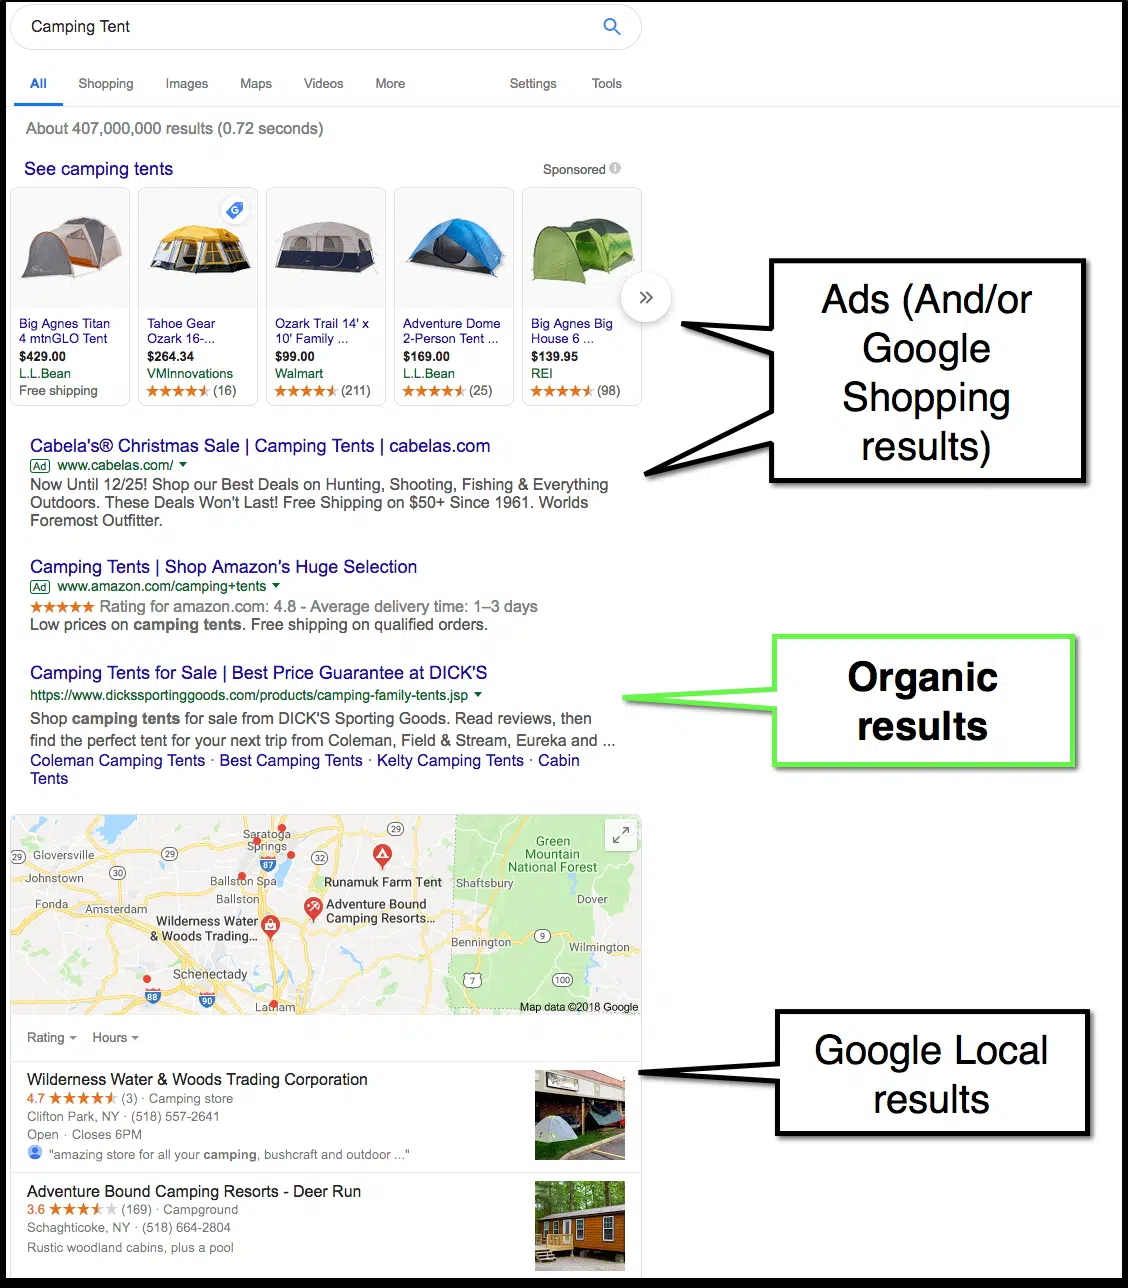 Camping Tent
All Shopping Images Maps Videos More Settings Tools
About 407,000,000 results (0.72 seconds)
See camping tents
Sponsored
Big Agnes Titan
4 mtnGLO Tent
$429.00
L.L.Bean
Free shipping
Tahoe Gear
Ozark 16-...
$264.34
VMInnovations
(16)
Ozark Trail 14' x
10' Family ...
$99.00
Walmart
(211)
Adventure Dome
2-Person Tent ...
$169.00
L.L.Bean
(25)
Big Agnes Big
House 6 ...
$139.95
REI
(98)
Ads (And/or
Google
Shopping
results)
Cabela's® Christmas Sale | Camping Tents | cabelas.com
Ad www.cabelas.com/
Now Until 12/25! Shop our Best Deals on Hunting, Shooting, Fishing & Everything
Outdoors. These Deals Won't Last! Free Shipping on $50+ Since 1961. Worlds
Foremost Outfitter.
Camping Tents | Shop Amazon's Huge Selection
Ad www.amazon.com/camping+tents
Rating for amazon.com: 4.8 - Average delivery time: 1–3 days
Low prices on camping tents. Free shipping on qualified orders.
Camping Tents for Sale | Best Price Guarantee at DICK'S
https://www.dickssportinggoods.com/products/camping-family-tents.jsp
Shop camping tents for sale from DICK'S Sporting Goods. Read reviews, then
find the perfect tent for your next trip from Coleman, Field & Stream, Eureka and ...
Coleman Camping Tents · Best Camping Tents · Kelty Camping Tents · Cabin
Tents
Organic
results
Saratoga
Springs
29
Green
Mountain
National Forest
29
Gloversville
29
87
32
Johnstown
30
Ballston Spa
Runamuk Farm Tent
Shaftsbury
Fonda
Amsterdam
Ballston
Adventure Bound
Camping Resorts...
Dover
Wilderness Water
& Woods Trading...
Bennington
9
Wilmington
Schenectady
7
100
88
90
Latham
Map data ©2018 Google
Rating Hours
Wilderness Water & Woods Trading Corporation
4.7 (3) · Camping store
Clifton Park, NY · (518) 557-2641
Open · Closes 6PM
"amazing store for all your camping, bushcraft and outdoor ..."
Adventure Bound Camping Resorts - Deer Run
3.6 (169) · Campground
Schaghticoke, NY · (518) 664-2804
Rustic woodland cabins, plus a pool
Google Local
results